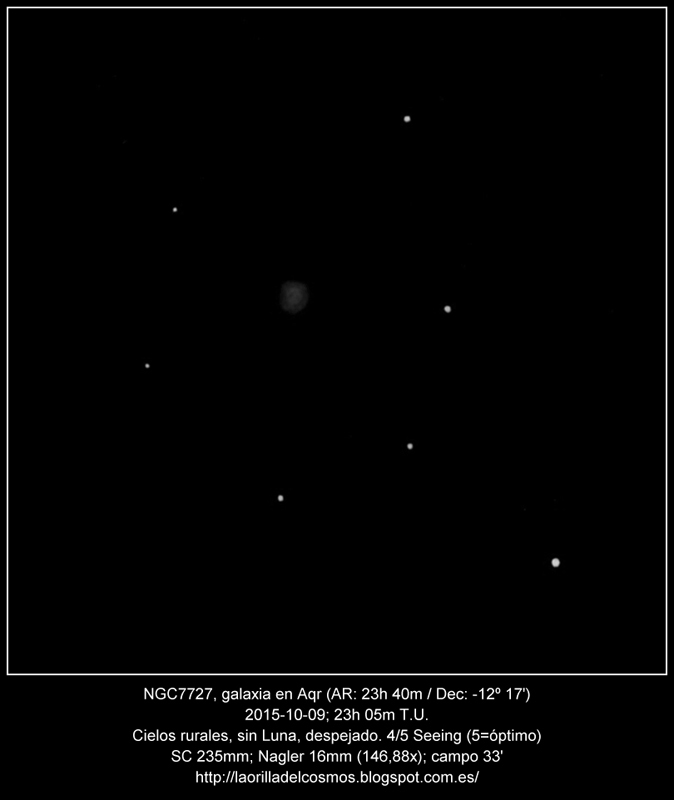 NGC7727, galaxia en Aqr (AR: 23h 40m / Dec: -12º 17')
2015-10-09; 23h 05m T.U.
Cielos rurales, sin Luna, despejado. 4/5 Seeing (5=óptimo)
SC 235mm; Nagler 16mm (146,88x); campo 33'
http://laorilladelcosmos.blogspot.com.es/